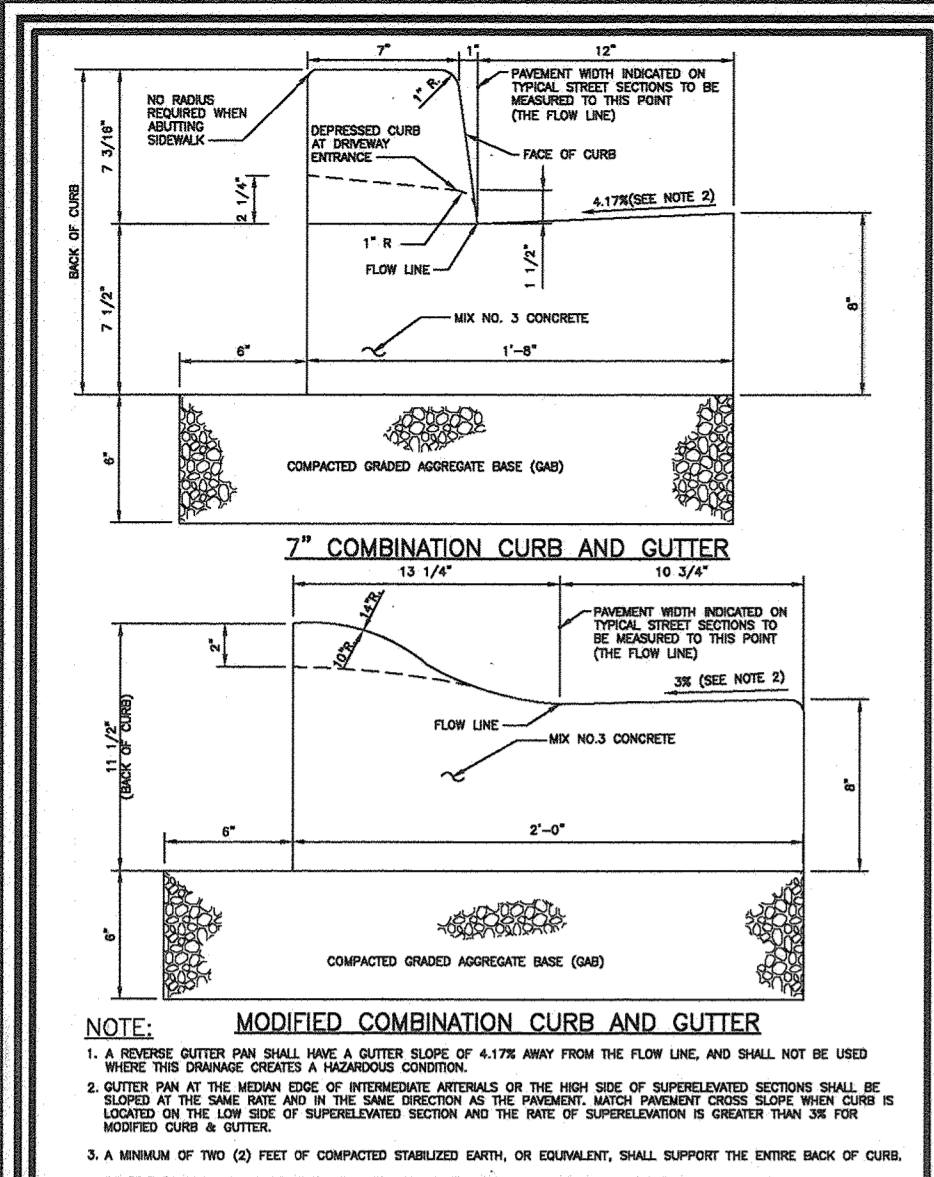 7" 1" 12"
NO RADIUS
REQUIRED WHEN
ABUTTING
SIDEWALK
1" R.
PAVEMENT WIDTH INDICATED ON
TYPICAL STREET SECTIONS TO BE
MEASURED TO THIS POINT
(THE FLOW LINE)
DEPRESSED CURB
AT DRIVEWAY
ENTRANCE
FACE OF CURB
BACK OF CURB
7 3/16"
2 1/4"
4.17%(SEE NOTE 2)
1" R
FLOW LINE
1 1/2"
7 1/2"
8"
MIX NO. 3 CONCRETE
6" 1'-8"
6"
COMPACTED GRADED AGGREGATE BASE (GAB)
7" COMBINATION CURB AND GUTTER
13 1/4" 10 3/4"
14"R.
10"R.
2"
PAVEMENT WIDTH INDICATED ON
TYPICAL STREET SECTIONS TO
BE MEASURED TO THIS POINT
(THE FLOW LINE)
3% (SEE NOTE 2)
11 1/2"
(BACK OF CURB)
FLOW LINE
MIX NO.3 CONCRETE
8"
6" 2'-0"
6"
COMPACTED GRADED AGGREGATE BASE (GAB)
MODIFIED COMBINATION CURB AND GUTTER
NOTE:
1. A REVERSE GUTTER PAN SHALL HAVE A GUTTER SLOPE OF 4.17% AWAY FROM THE FLOW LINE, AND SHALL NOT BE USED
WHERE THIS DRAINAGE CREATES A HAZARDOUS CONDITION.
2. GUTTER PAN AT THE MEDIAN EDGE OF INTERMEDIATE ARTERIALS OR THE HIGH SIDE OF SUPERELEVATED SECTIONS SHALL BE
SLOPED AT THE SAME RATE AND IN THE SAME DIRECTION AS THE PAVEMENT. MATCH PAVEMENT CROSS SLOPE WHEN CURB IS
LOCATED ON THE LOW SIDE OF SUPERELEVATED SECTION AND THE RATE OF SUPERELEVATION IS GREATER THAN 3% FOR
MODIFIED CURB & GUTTER.
3. A MINIMUM OF TWO (2) FEET OF COMPACTED STABILIZED EARTH, OR EQUIVALENT, SHALL SUPPORT THE ENTIRE BACK OF CURB.